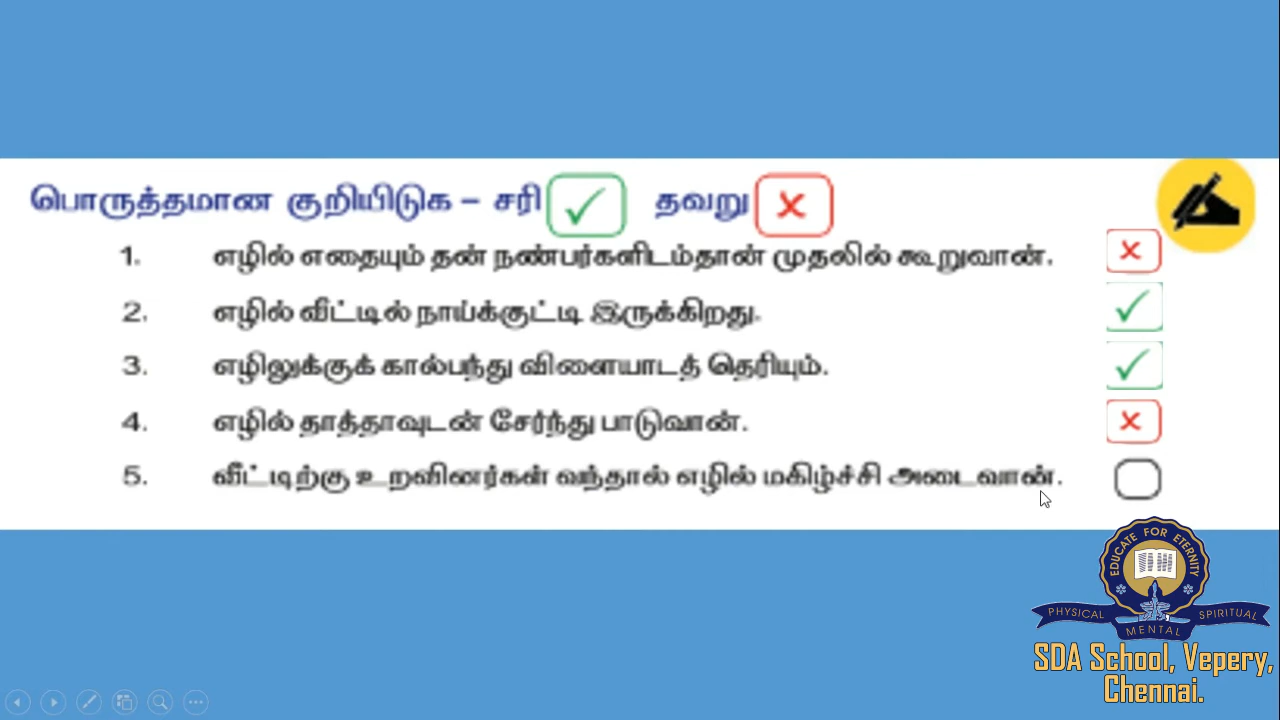 பொருத்தமான குறியிடுக – சரி ✓ தவறு ✗
1. எழில் எதையும் தன் நண்பர்களிடம்தான் முதலில் கூறுவான். ✗
2. எழில் வீட்டில் நாய்க்குட்டி இருக்கிறது. ✓
3. எழிலுக்குக் கால்பந்து விளையாடத் தெரியும். ✓
4. எழில் தாத்தாவுடன் சேர்ந்து பாடுவான். ✗
5. வீட்டிற்கு உறவினர்கள் வந்தால் எழில் மகிழ்ச்சி அடைவான்.
EDUCATE FOR ETERNITY
PHYSICAL MENTAL SPIRITUAL
SDA School, Vepery,
Chennai.